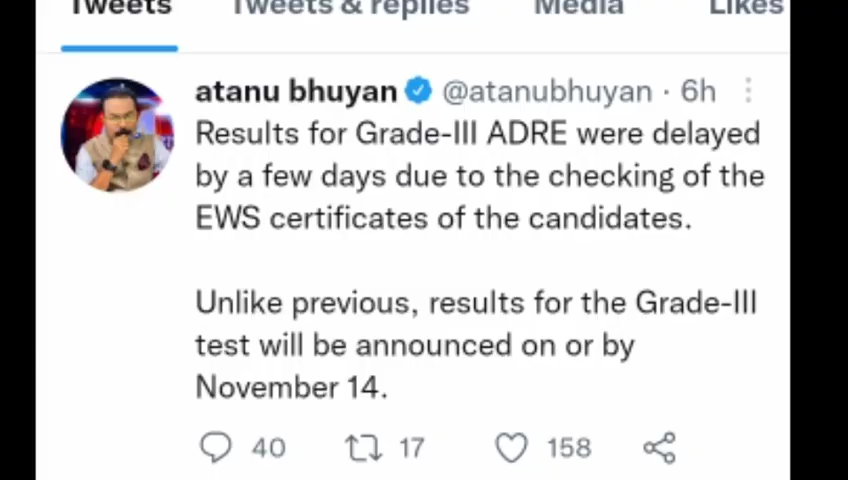 Tweets Tweets & replies Media Likes
atanu bhuyan @atanubhuyan · 6h
Results for Grade-III ADRE were delayed
by a few days due to the checking of the
EWS certificates of the candidates.
Unlike previous, results for the Grade-III
test will be announced on or by
November 14.
40 17 158